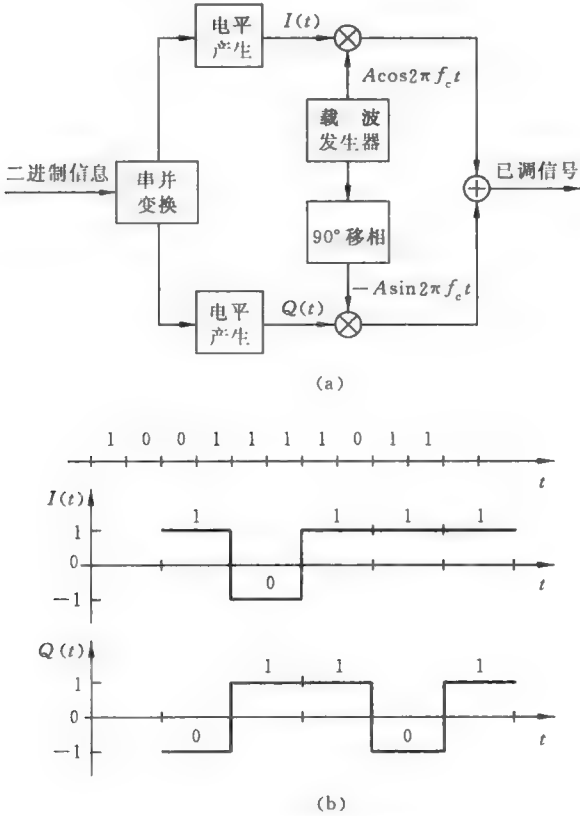 电平
产生
I(t)
Acos2πf_c t
载 波
发生器
二进制信息
串并
变换
已调信号
90°移相
-Asin2πf_c t
电平
产生
Q(t)
(a)
1 0 0 1 1 1 1 0 1 1
t
I(t)
1 1 1 1
1
0
t
0
-1
Q(t)
1 1 1
1
0
t
0 0
-1
(b)